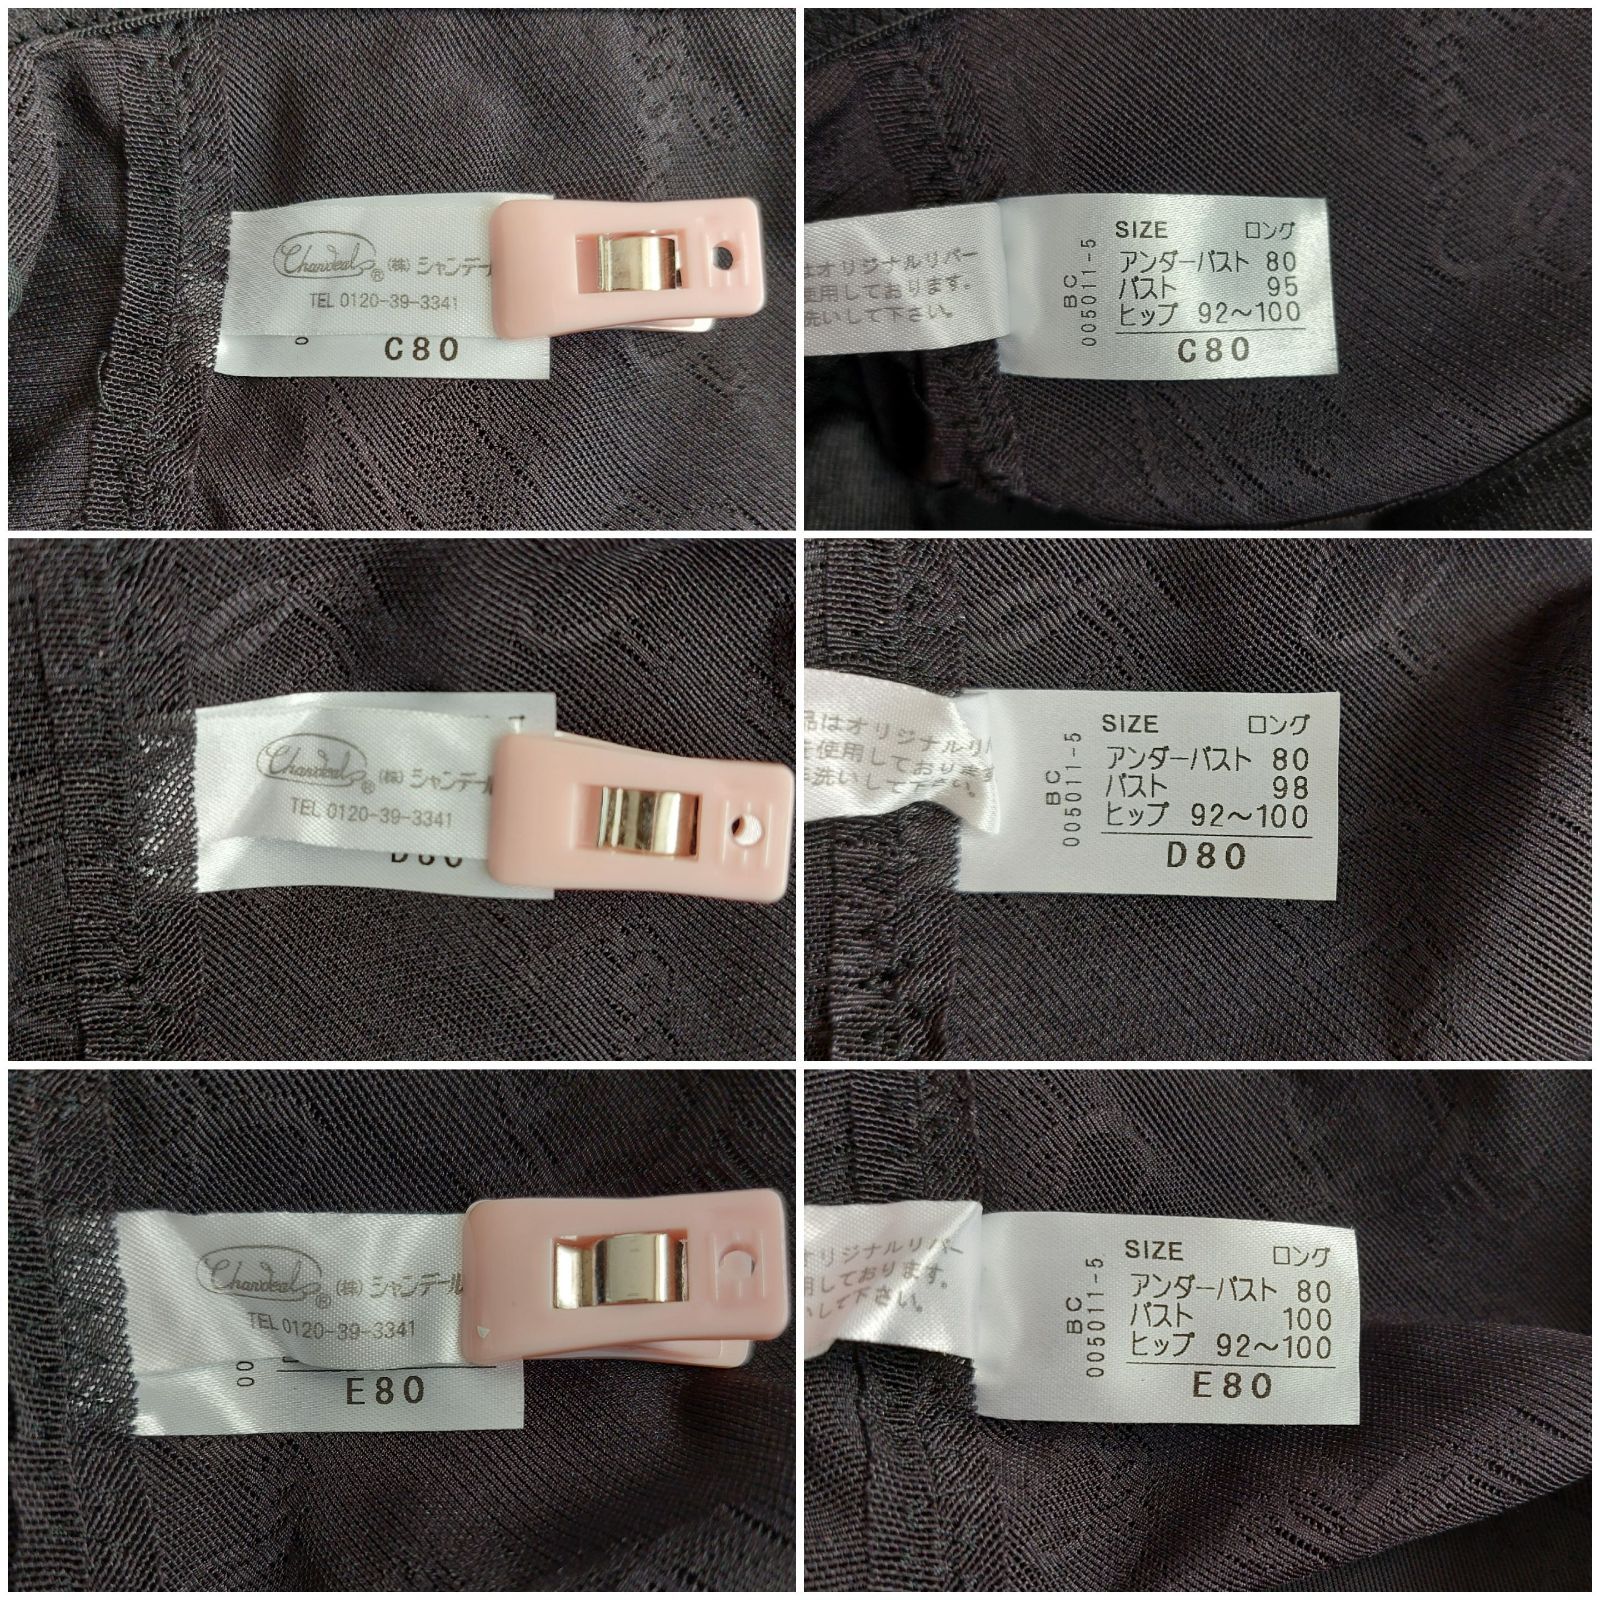 Chandeal ® (株) シャンデー
TEL 0120-39-3341
C80
はオリジナルリバー
使用しております。
洗いして下さい。
BC
005011-5
SIZE ロング
アンダーバスト 80
バスト 95
ヒップ 92～100
C80
Chandeal ® (株) シャンデール
TEL 0120-39-3341
D80
品はオリジナルリ
を使用しております
手洗いして下さい。
BC
005011-5
SIZE ロング
アンダーバスト 80
バスト 98
ヒップ 92～100
D80
Chandeal ® (株) シャンデール
TEL 0120-39-3341
00
E80
オリジナルリバー
用しております。
いして下さい。
BC
005011-5
SIZE ロング
アンダーバスト 80
バスト 100
ヒップ 92～100
E80